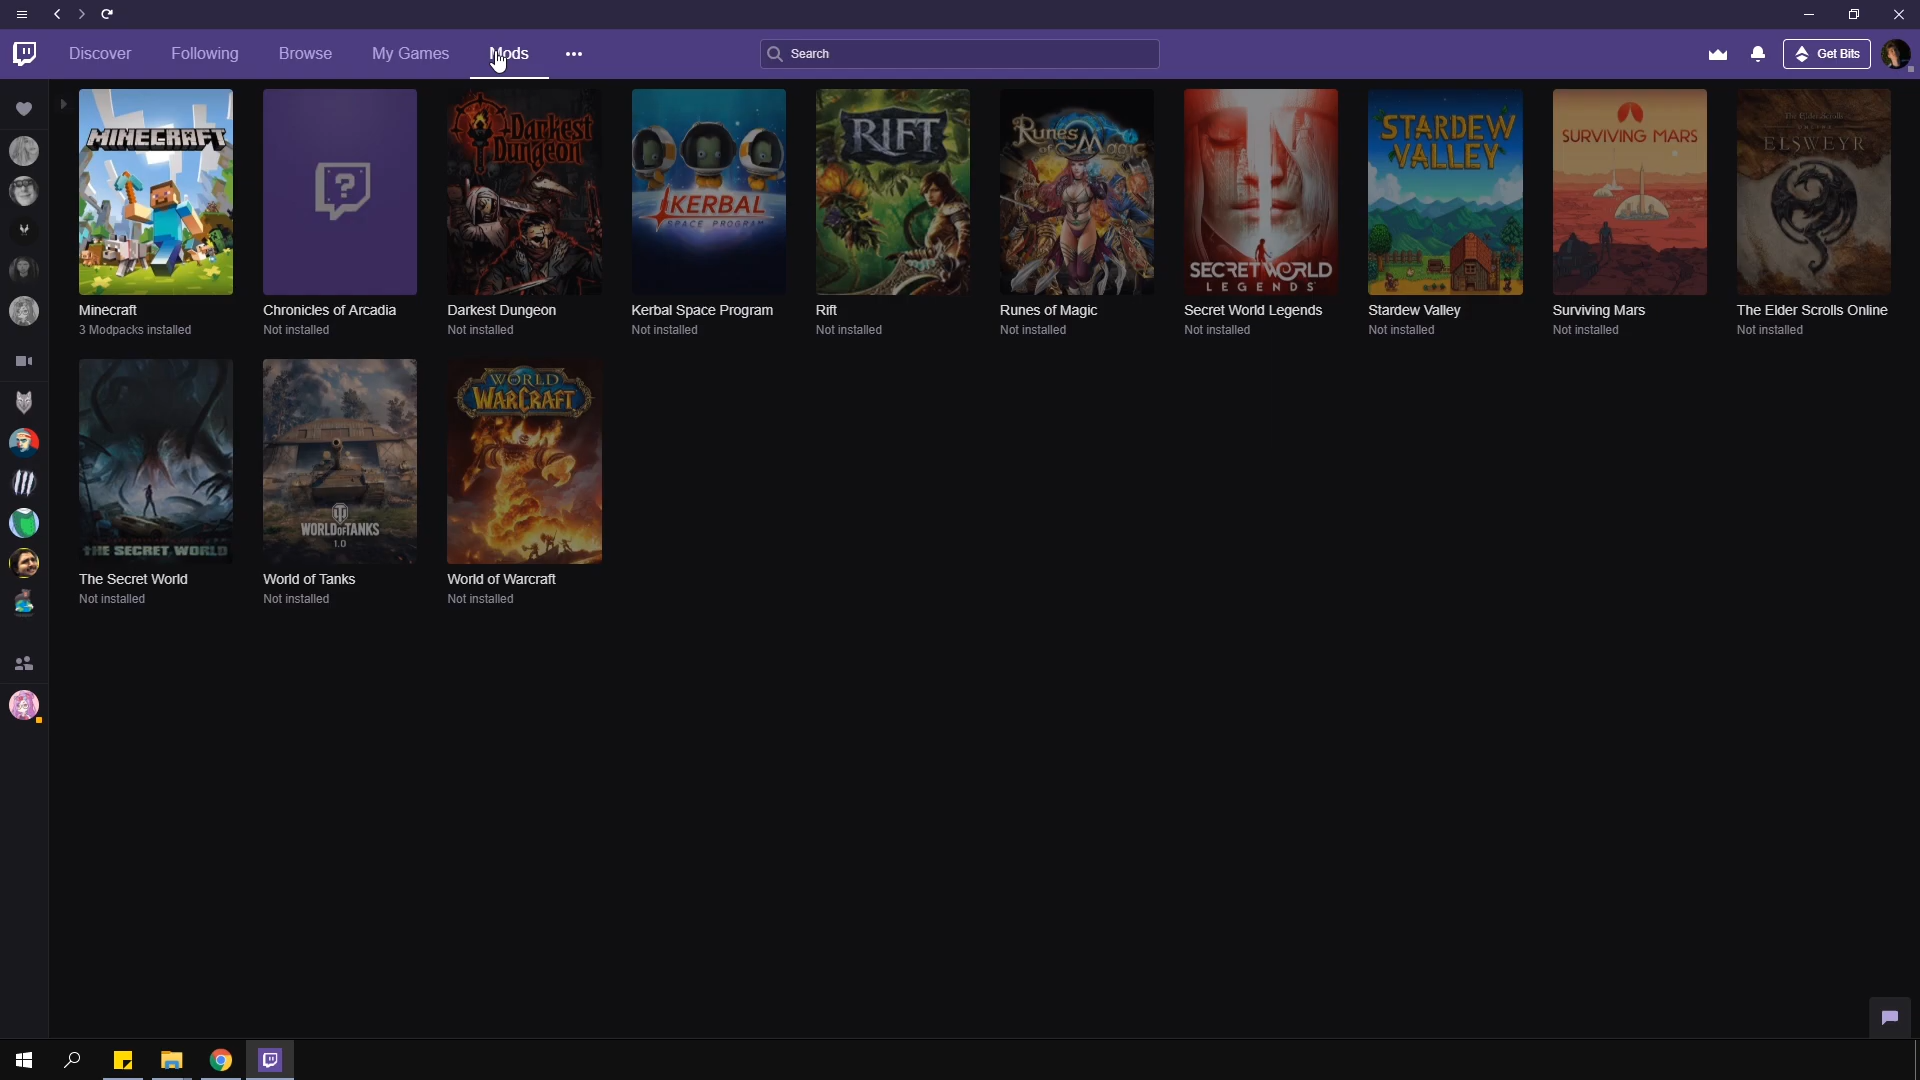 Discover Following Browse My Games Mods
Search
Get Bits
MINECRAFT
Minecraft
3 Modpacks installed
Chronicles of Arcadia
Not installed
Darkest Dungeon
Darkest Dungeon
Not installed
KERBAL
SPACE PROGRAM
Kerbal Space Program
Not installed
RIFT
Rift
Not installed
Runes of Magic
Runes of Magic
Not installed
SECRET WORLD
LEGENDS
Secret World Legends
Not installed
STARDEW
VALLEY
Stardew Valley
Not installed
SURVIVING MARS
Surviving Mars
Not installed
The Elder Scrolls
ONLINE
ELSWEYR
The Elder Scrolls Online
Not installed
THE SECRET WORLD
The Secret World
Not installed
WORLD OF TANKS
1.0
World of Tanks
Not installed
WORLD
OF
WARCRAFT
World of Warcraft
Not installed